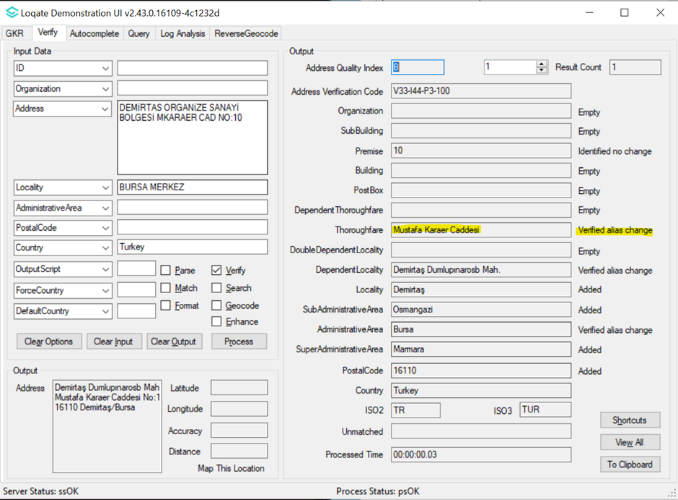 Loqate Demonstration UI v2.43.0.16109-4c1232d
GKR Verify Autocomplete Query Log Analysis ReverseGeocode
Input Data
ID
Organization
Address
DEMİRTAS ORGANİZE SANAYİ
BOLGESİ MKARAER CAD NO:10
Locality BURSA MERKEZ
AdministrativeArea
PostalCode
Country Turkey
OutputScript Parse Verify
ForceCountry Match Search
DefaultCountry Format Geocode
Enhance
Clear Options Clear Input Clear Output Process
Output
Address
Demirtaş Dumlupınarosb Mah
Mustafa Karaer Caddesi No:1
16110 Demirtaş/Bursa
Latitude
Longitude
Accuracy
Distance
Map This Location
Output
Address Quality Index B 1 Result Count 1
Address Verification Code V33-I44-P3-100
Organization Empty
SubBuilding Empty
Premise 10 Identified no change
Building Empty
PostBox Empty
DependentThoroughfare Empty
Thoroughfare Mustafa Karaer Caddesi Verified alias change
DoubleDependentLocality Empty
DependentLocality Demirtaş Dumlupınarosb Mah. Verified alias change
Locality Demirtaş Added
SubAdministrativeArea Osmangazi Added
AdministrativeArea Bursa Verified alias change
SuperAdministrativeArea Marmara Added
PostalCode 16110 Added
Country Turkey
ISO2 TR ISO3 TUR
Unmatched
Processed Time 00:00:00.03
Shortcuts
View All
To Clipboard
Server Status: ssOK Process Status: psOK